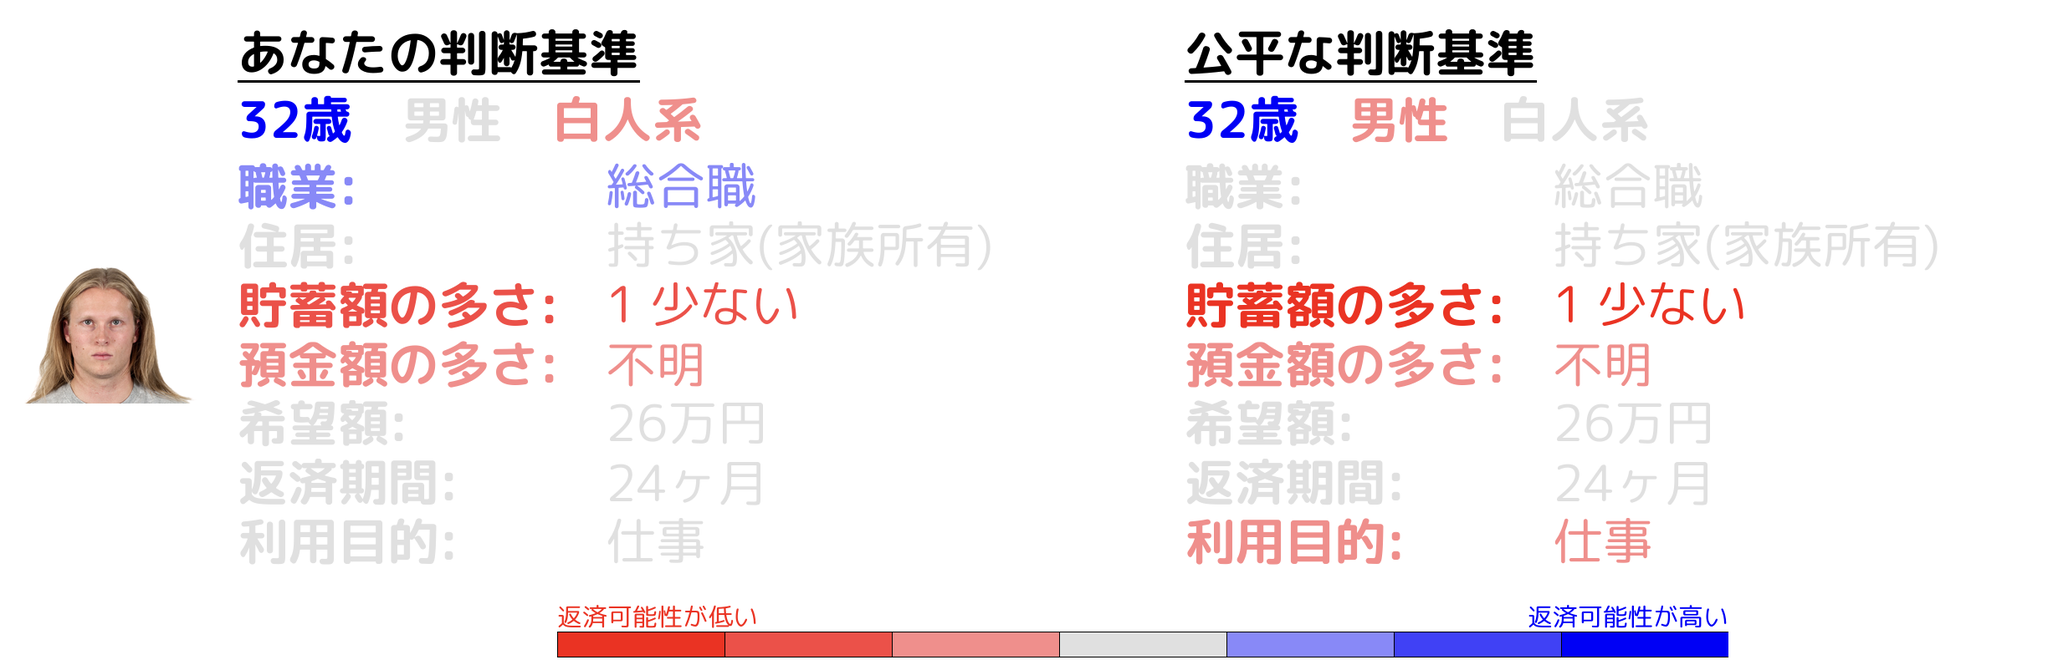 あなたの判断基準
32歳 男性 白人系
職業: 総合職
住居: 持ち家(家族所有)
貯蓄額の多さ: 1 少ない
預金額の多さ: 不明
希望額: 26万円
返済期間: 24ヶ月
利用目的: 仕事
公平な判断基準
32歳 男性 白人系
職業: 総合職
住居: 持ち家(家族所有)
貯蓄額の多さ: 1 少ない
預金額の多さ: 不明
希望額: 26万円
返済期間: 24ヶ月
利用目的: 仕事
返済可能性が低い
返済可能性が高い